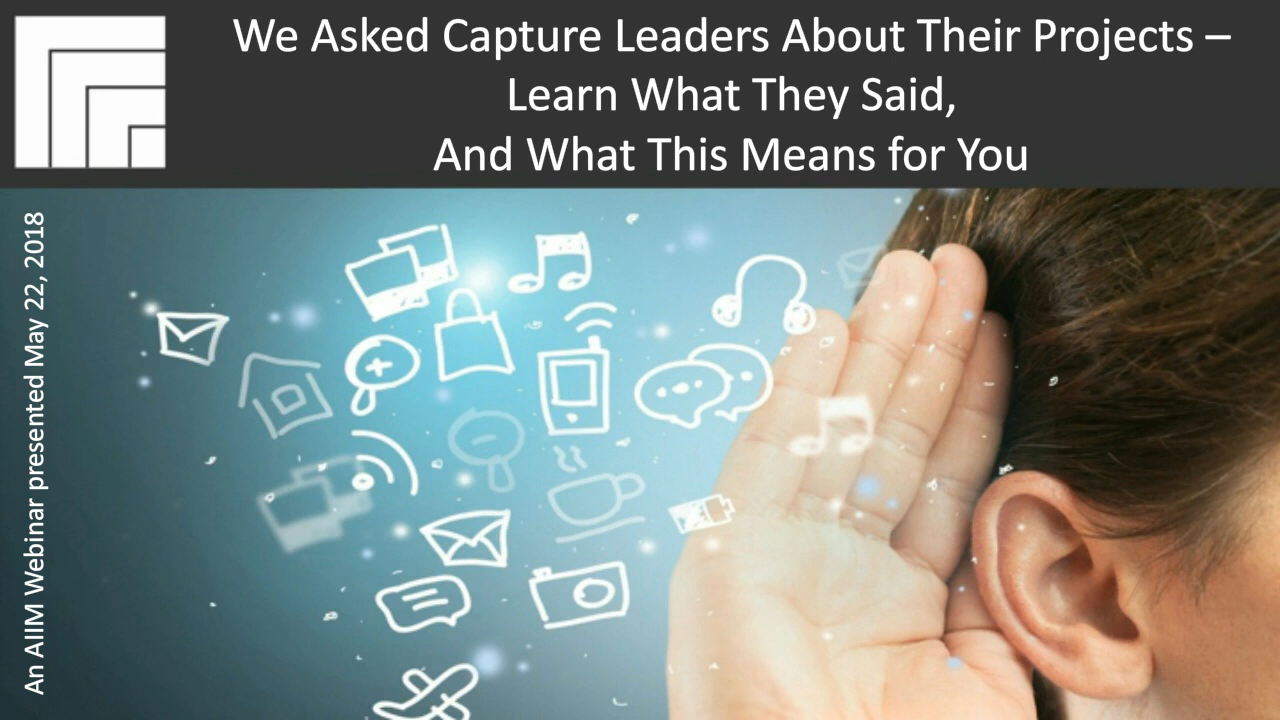 We Asked Capture Leaders About Their Projects –
Learn What They Said,
And What This Means for You
An AIIM Webinar presented May 22, 2018